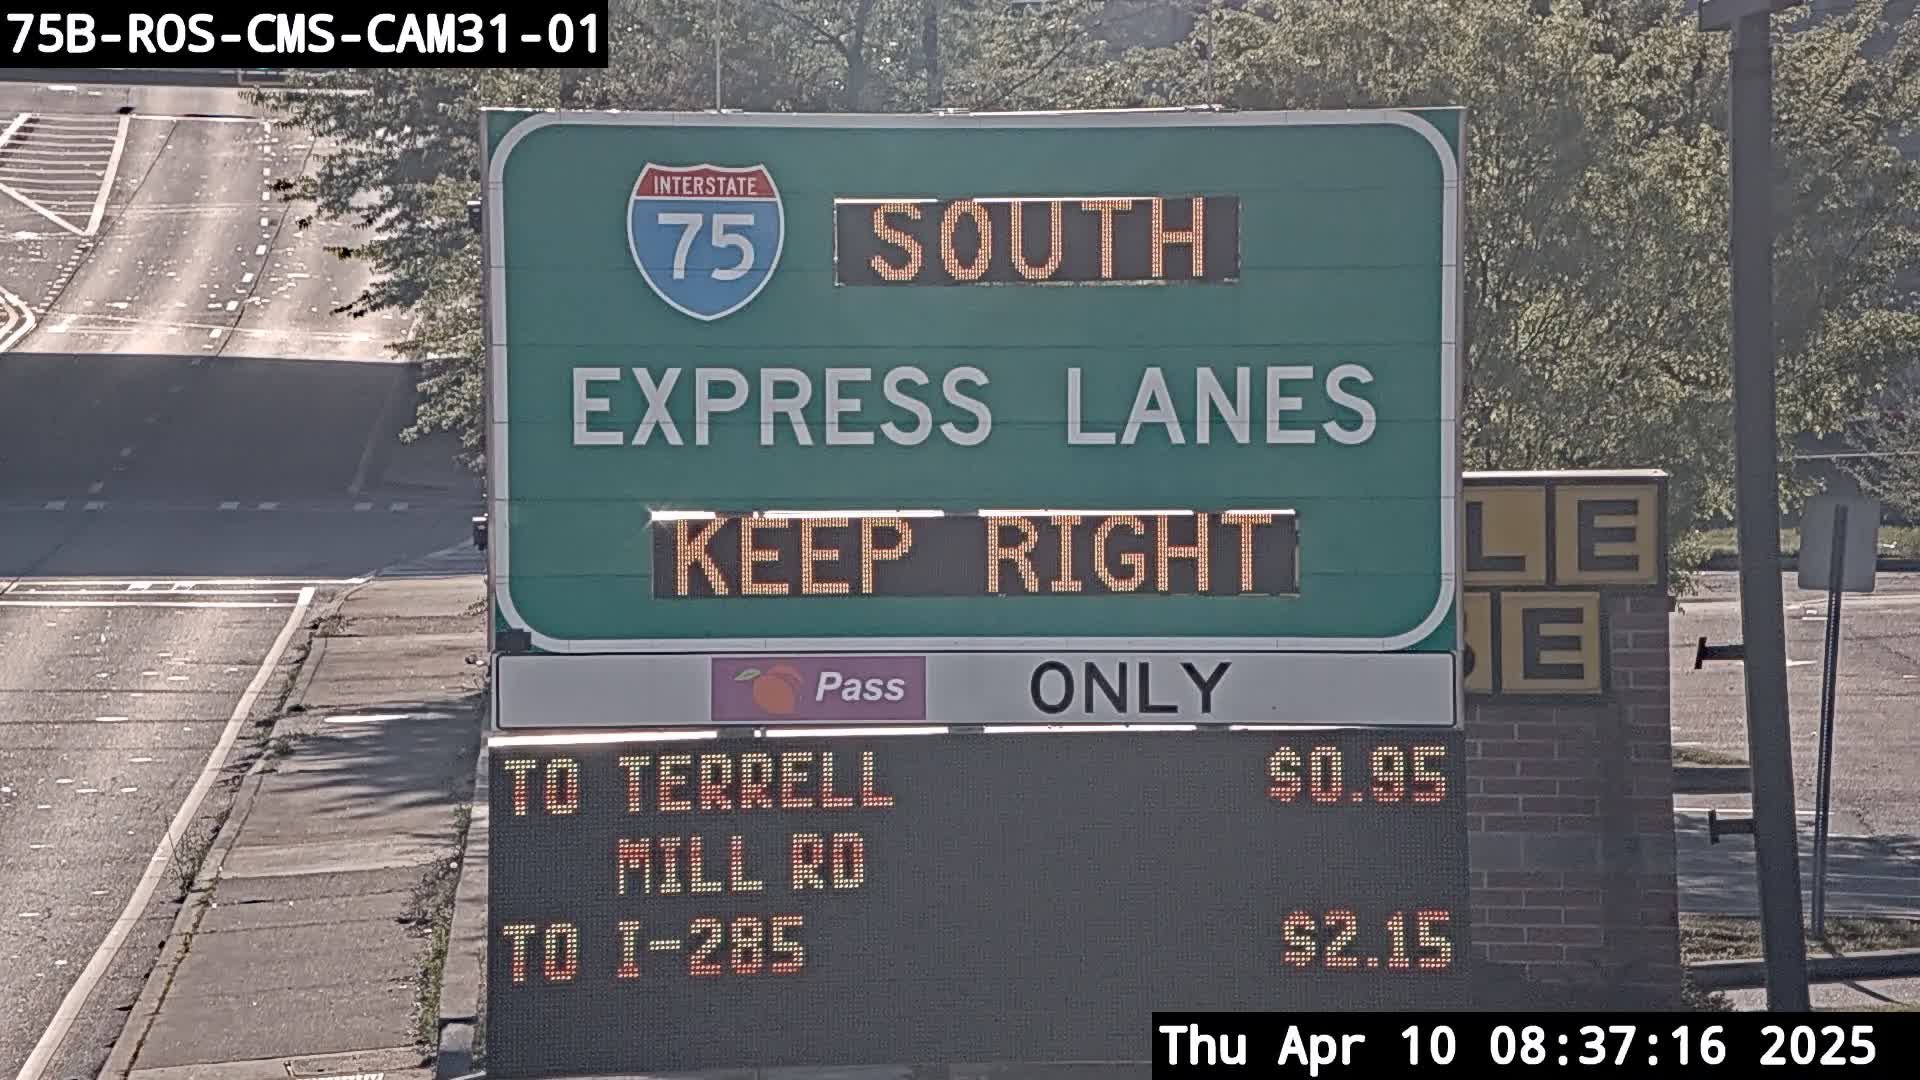 75B-ROS-CMS-CAM31-01
INTERSTATE
75
SOUTH
EXPRESS LANES
KEEP RIGHT
Pass ONLY
TO TERRELL $0.95
MILL RD
TO I-285 $2.15
LE
E
Thu Apr 10 08:37:16 2025